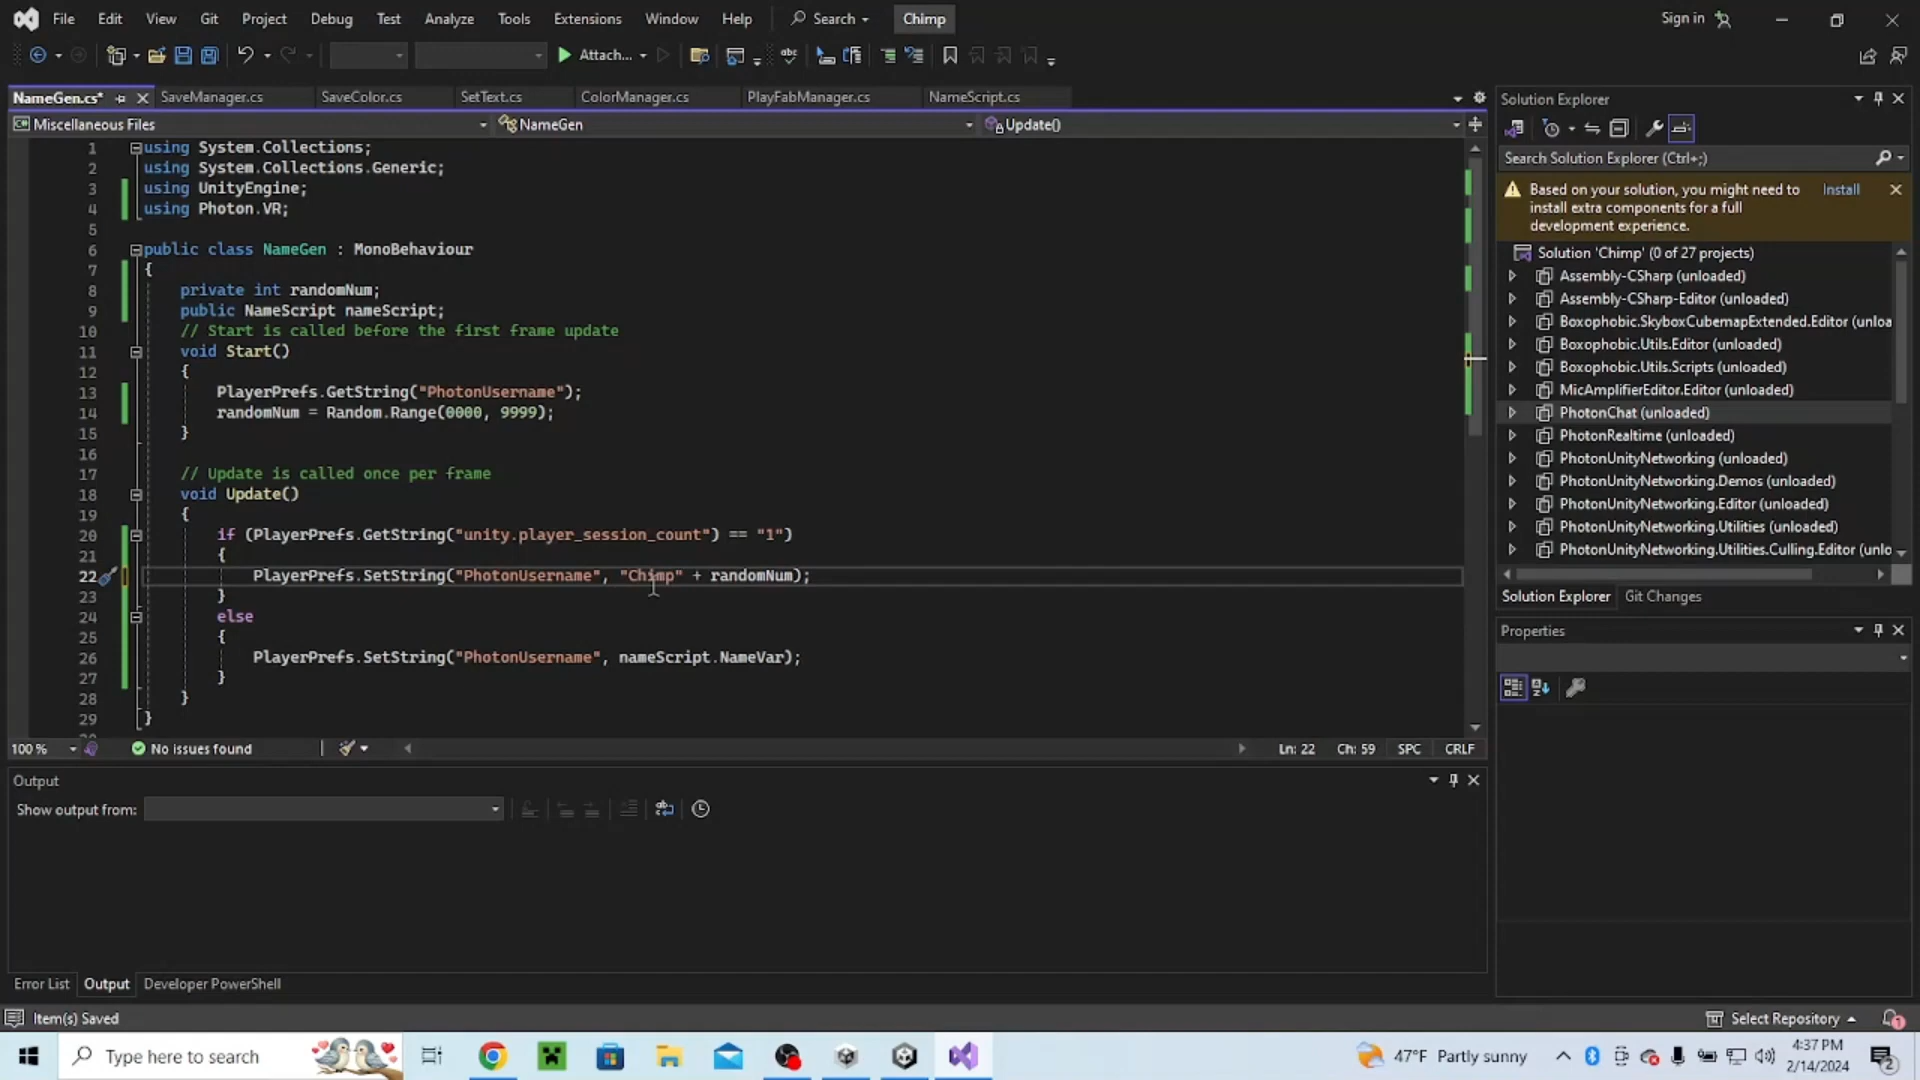 File Edit View Git Project Debug Test Analyze Tools Extensions Window Help Search Chimp Sign in
Attach...
NameGen.cs* SaveManager.cs SaveColor.cs SetText.cs ColorManager.cs PlayFabManager.cs NameScript.cs
Miscellaneous Files NameGen Update()
1 using System.Collections;
2 using System.Collections.Generic;
3 using UnityEngine;
4 using Photon.VR;
5
6 public class NameGen : MonoBehaviour
7 {
8 private int randomNum;
9 public NameScript nameScript;
10 // Start is called before the first frame update
11 void Start()
12 {
13 PlayerPrefs.GetString("PhotonUsername");
14 randomNum = Random.Range(0000, 9999);
15 }
16
17 // Update is called once per frame
18 void Update()
19 {
20 if (PlayerPrefs.GetString("unity.player_session_count") == "1")
21 {
22 PlayerPrefs.SetString("PhotonUsername", "Chimp" + randomNum);
23 }
24 else
25 {
26 PlayerPrefs.SetString("PhotonUsername", nameScript.NameVar);
27 }
28 }
29 }
100 % No issues found Ln: 22 Ch: 59 SPC CRLF
Output
Show output from:
Error List Output Developer PowerShell
Item(s) Saved
Solution Explorer
Search Solution Explorer (Ctrl+;)
Based on your solution, you might need to install extra components for a full development experience. Install
Solution 'Chimp' (0 of 27 projects)
Assembly-CSharp (unloaded)
Assembly-CSharp-Editor (unloaded)
Boxophobic.SkyboxCubemapExtended.Editor (unloa
Boxophobic.Utils.Editor (unloaded)
Boxophobic.Utils.Scripts (unloaded)
MicAmplifierEditor.Editor (unloaded)
PhotonChat (unloaded)
PhotonRealtime (unloaded)
PhotonUnityNetworking (unloaded)
PhotonUnityNetworking.Demos (unloaded)
PhotonUnityNetworking.Editor (unloaded)
PhotonUnityNetworking.Utilities (unloaded)
PhotonUnityNetworking.Utilities.Culling.Editor (unlo
Solution Explorer Git Changes
Properties
Select Repository 1
Type here to search
47°F Partly sunny
4:37 PM
2/14/2024
2